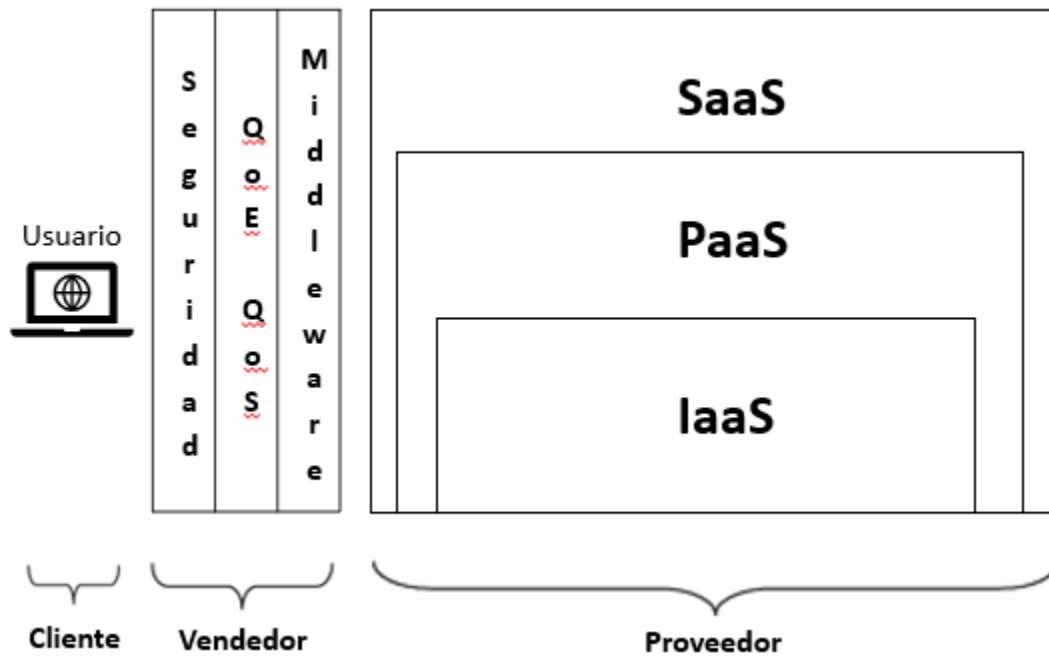 Usuario
Seguridad
QoE QoS
Middleware
SaaS
PaaS
IaaS
Cliente
Vendedor
Proveedor